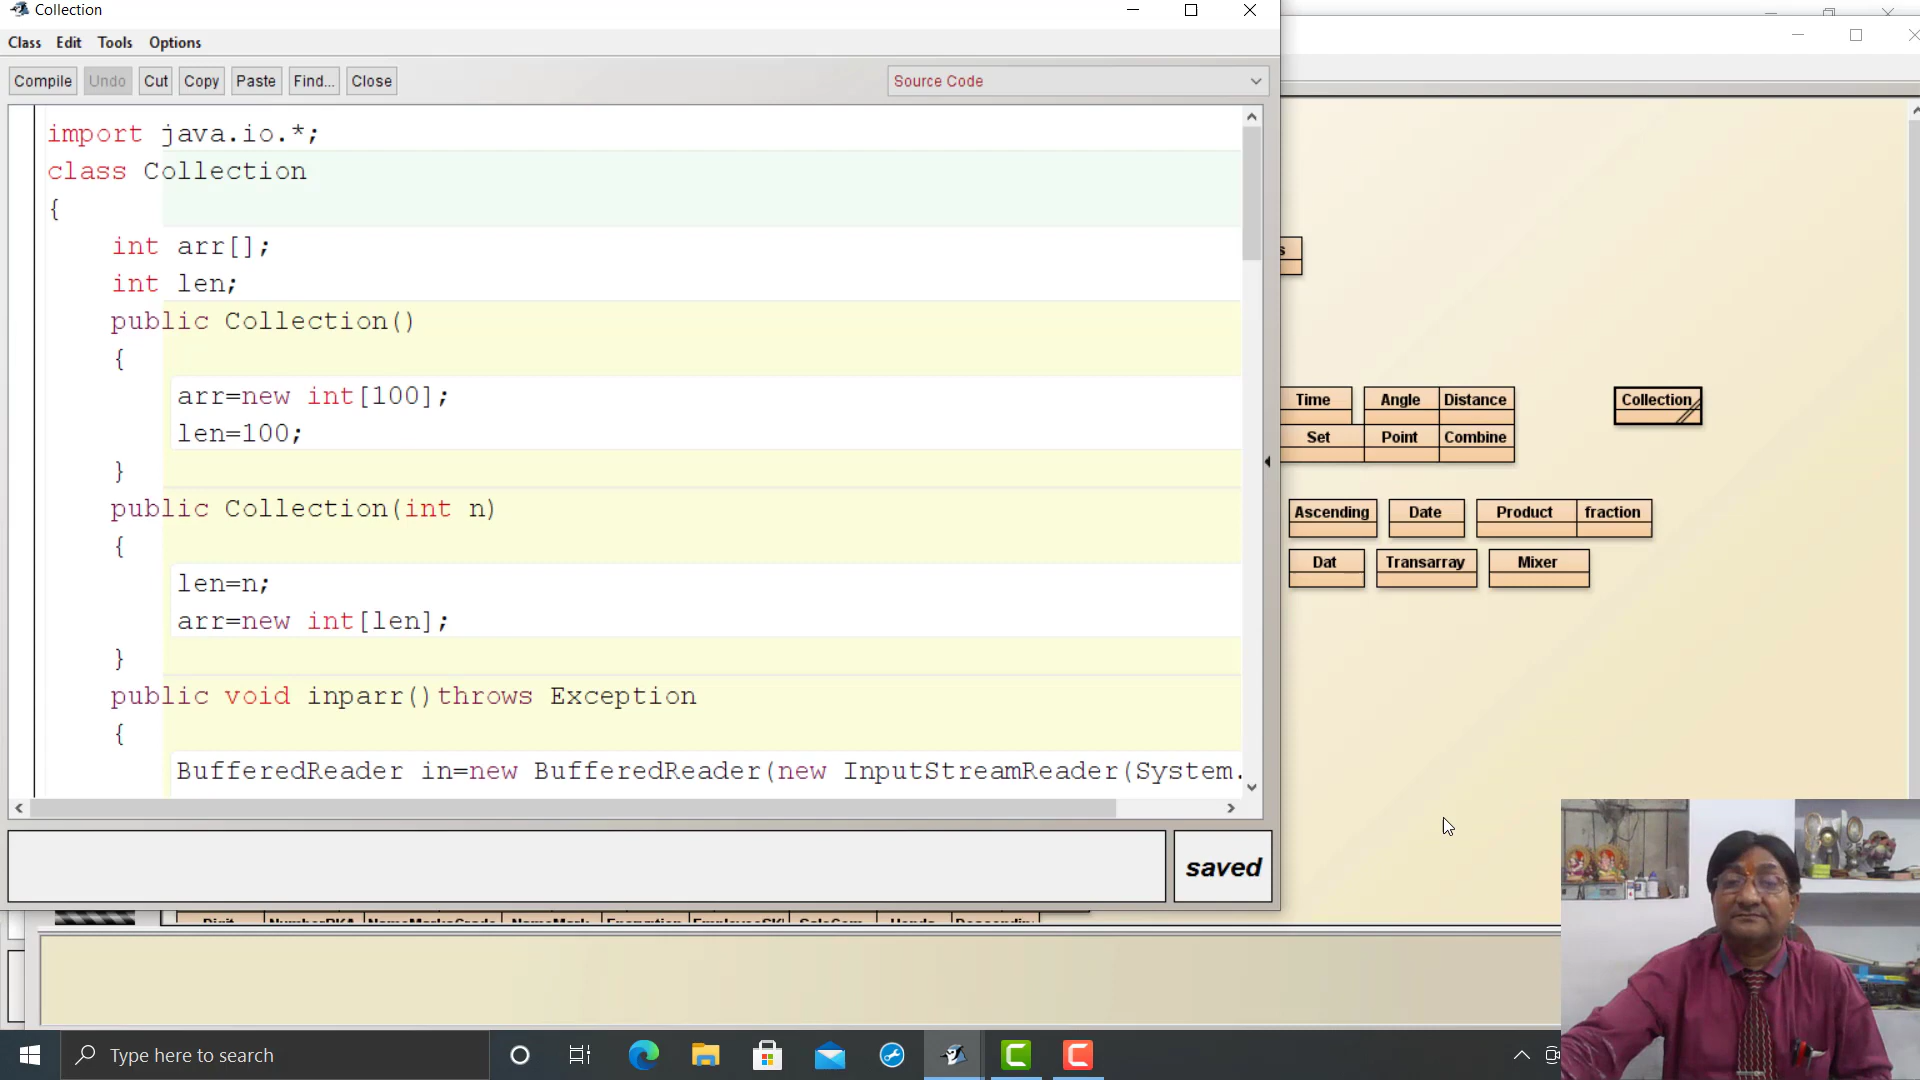 Collection
Class Edit Tools Options
Compile Undo Cut Copy Paste Find... Close
Source Code
import java.io.*;
class Collection
{
int arr[];
int len;
public Collection()
{
arr=new int[100];
len=100;
}
public Collection(int n)
{
len=n;
arr=new int[len];
}
public void inparr()throws Exception
{
BufferedReader in=new BufferedReader(new InputStreamReader(System.
saved
s
Time Angle Distance
Collection
Set Point Combine
Ascending Date Product fraction
Dat Transarray Mixer
Type here to search